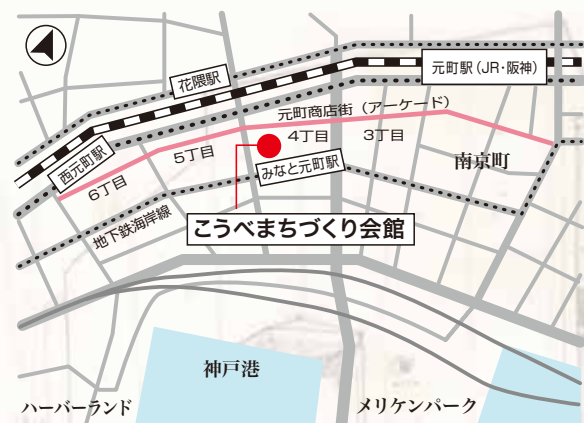 元町駅(JR・阪神)
花隈駅
元町商店街(アーケード)
4丁目
3丁目
5丁目
西元町駅
6丁目
みなと元町駅
南京町
地下鉄海岸線
こうべまちづくり会館
神戸港
ハーバーランド
メリケンパーク